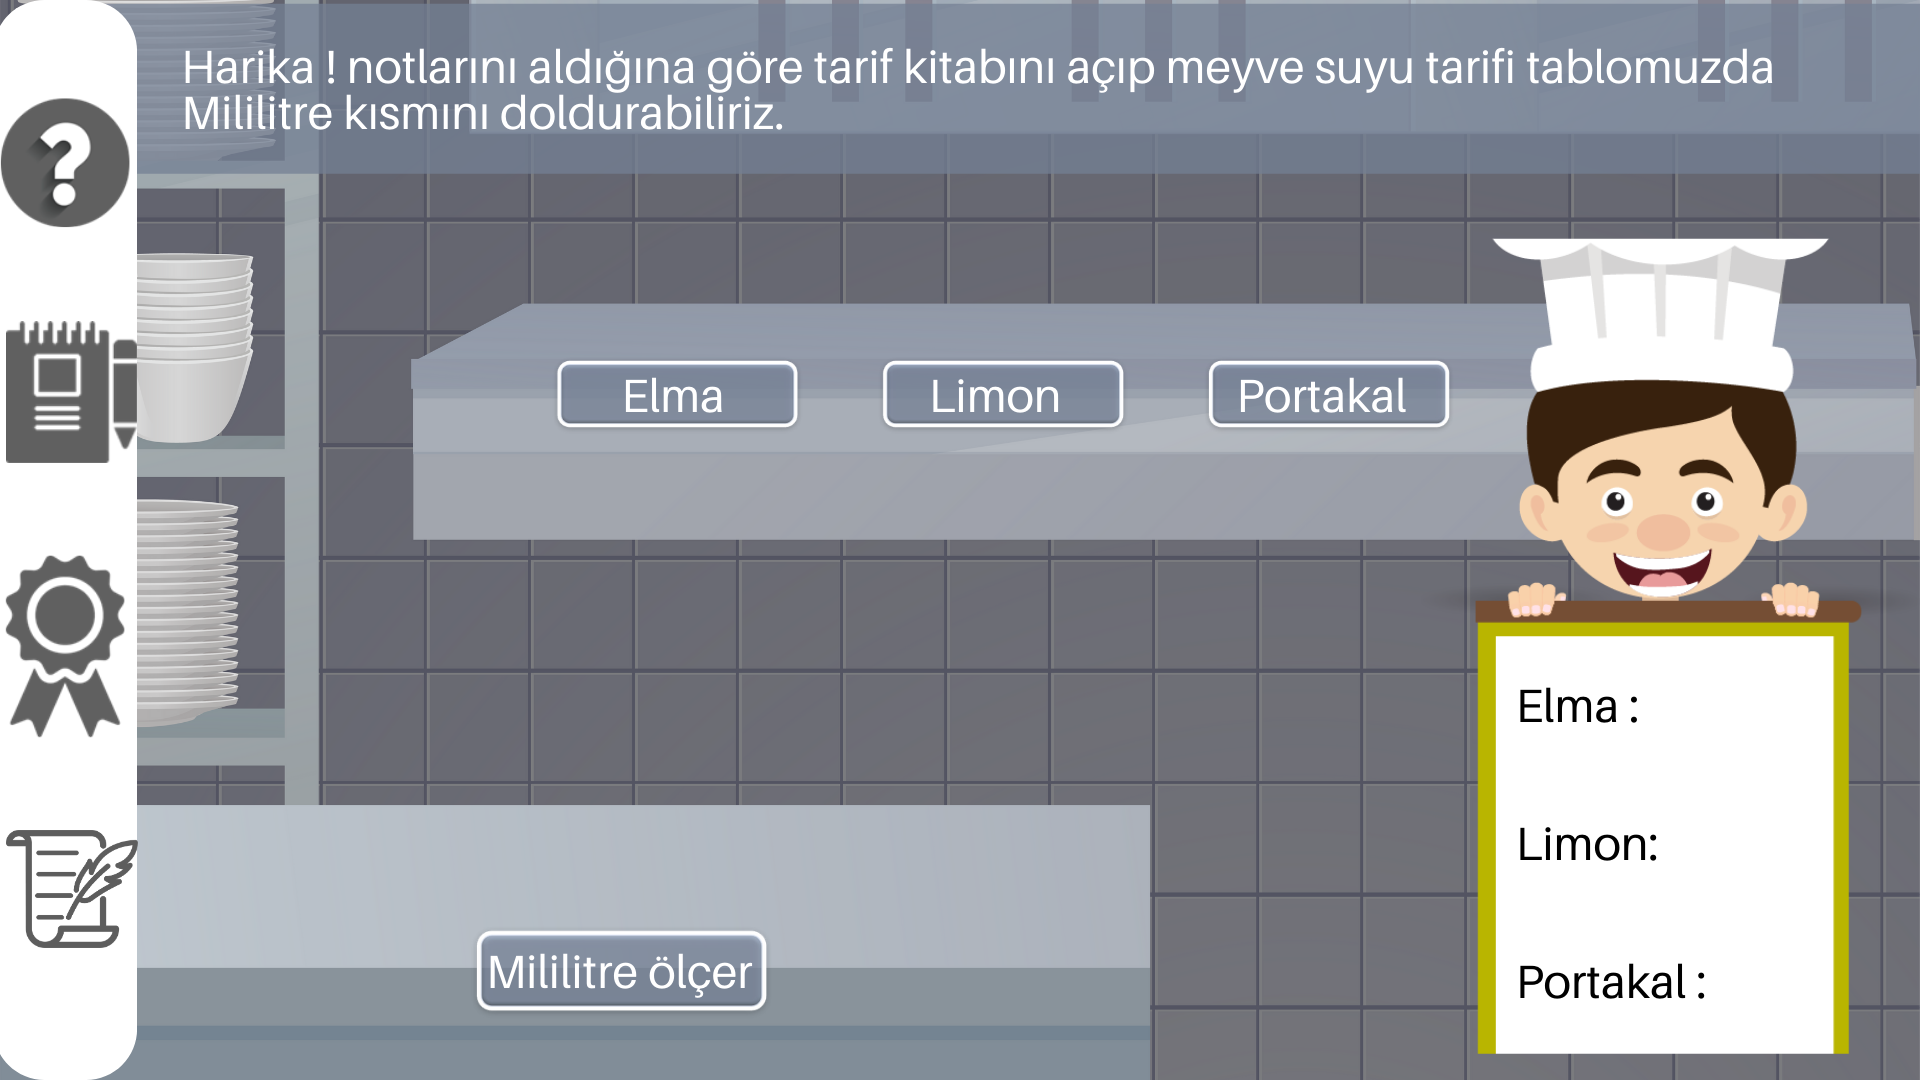 Harika ! notlarını aldığına göre tarif kitabını açıp meyve suyu tarifi tablomuzda
Mililitre kısmını doldurabiliriz.
Elma
Limon
Portakal
Elma :
Limon:
Portakal :
Mililitre ölçer